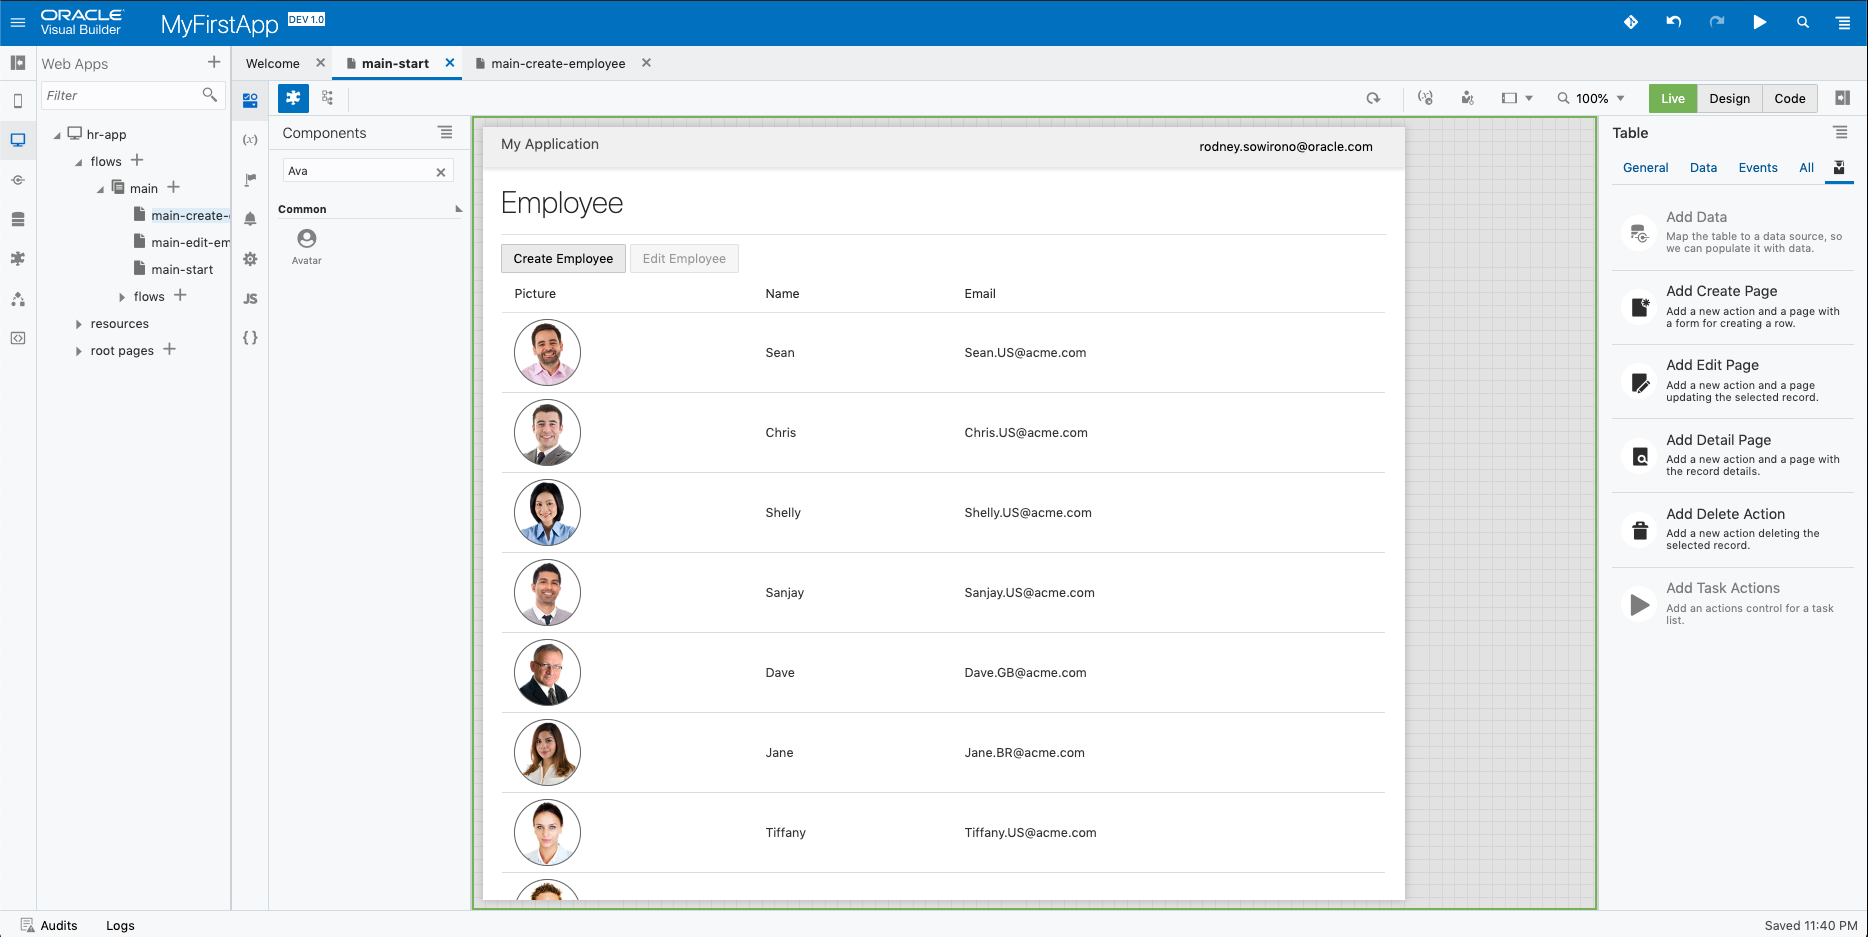 ORACLE
Visual Builder
MyFirstApp
DEV 1.0
Web Apps
Welcome
main-start
main-create-employee
Filter
100%
Live
Design
Code
hr-app
flows
main
main-create-
main-edit-em
main-start
flows
resources
root pages
(x)
JS
{ }
Components
Ava
Common
Avatar
My Application
rodney.sowirono@oracle.com
Employee
Create Employee
Edit Employee
Picture Name Email
Sean Sean.US@acme.com
Chris Chris.US@acme.com
Shelly Shelly.US@acme.com
Sanjay Sanjay.US@acme.com
Dave Dave.GB@acme.com
Jane Jane.BR@acme.com
Tiffany Tiffany.US@acme.com
Table
General Data Events All
Add Data
Map the table to a data source, so
we can populate it with data.
Add Create Page
Add a new action and a page with
a form for creating a row.
Add Edit Page
Add a new action and a page
updating the selected record.
Add Detail Page
Add a new action and a page with
the record details.
Add Delete Action
Add a new action deleting the
selected record.
Add Task Actions
Add an actions control for a task
list.
Audits
Logs
Saved 11:40 PM